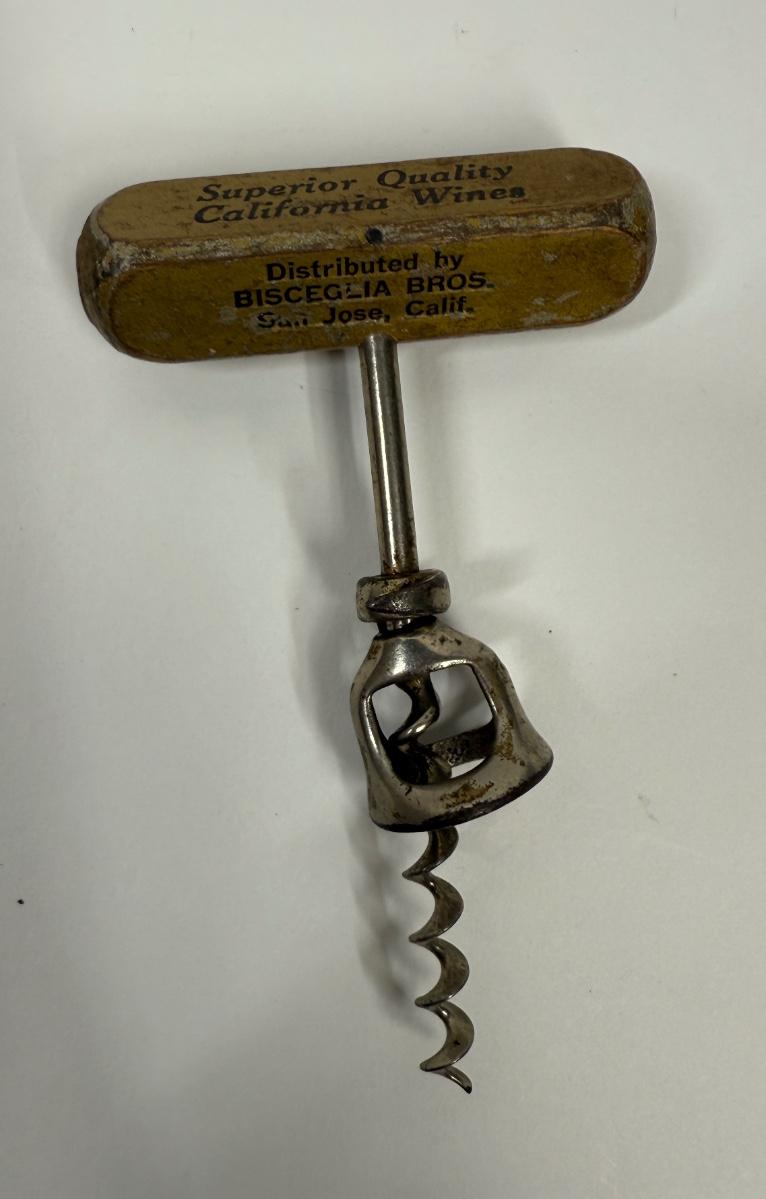 Superior Quality
California Wines
Distributed by
BISCEGLIA BROS.
San Jose, Calif.